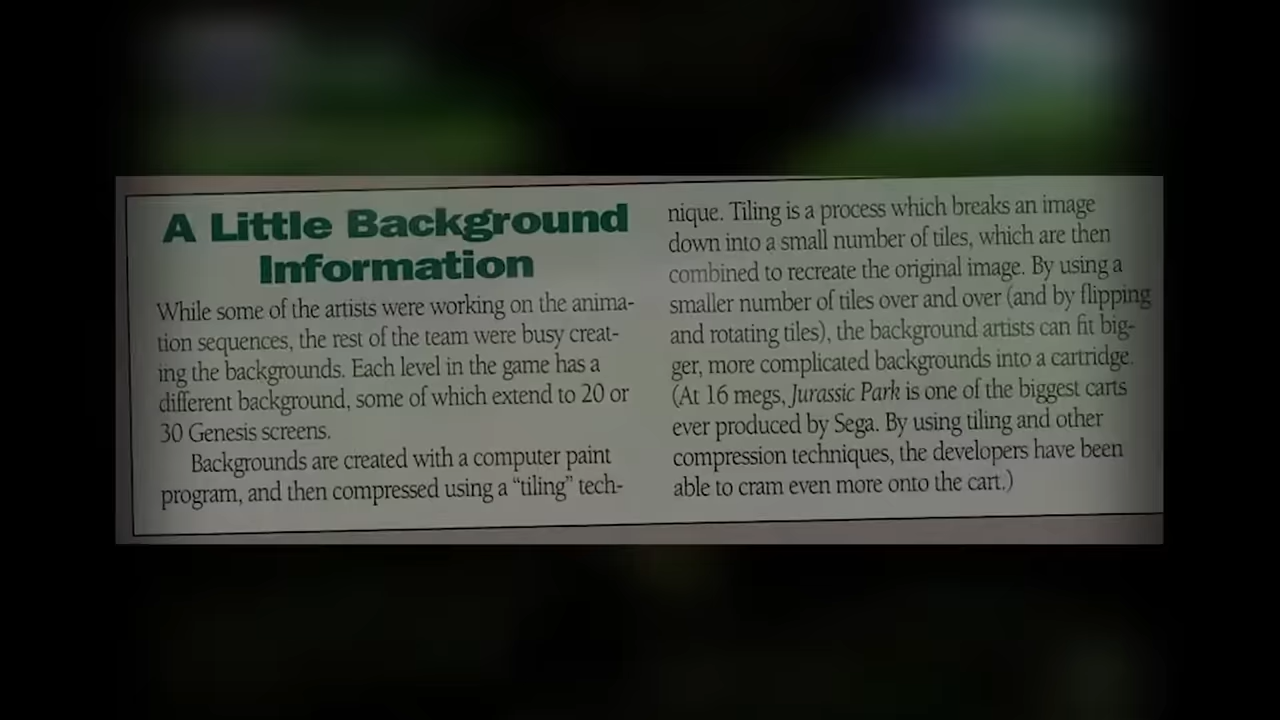 A Little Background
Information
While some of the artists were working on the anima-
tion sequences, the rest of the team were busy creat-
ing the backgrounds. Each level in the game has a
different background, some of which extend to 20 or
30 Genesis screens.
Backgrounds are created with a computer paint
program, and then compressed using a “tiling” tech-
nique. Tiling is a process which breaks an image
down into a small number of tiles, which are then
combined to recreate the original image. By using a
smaller number of tiles over and over (and by flipping
and rotating tiles), the background artists can fit big-
ger, more complicated backgrounds into a cartridge.
(At 16 megs, Jurassic Park is one of the biggest carts
ever produced by Sega. By using tiling and other
compression techniques, the developers have been
able to cram even more onto the cart.)